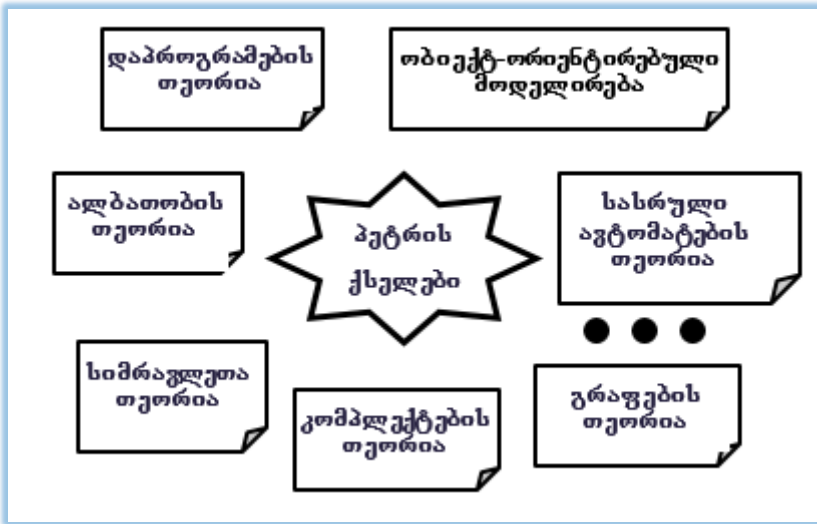 დაპროგრამების
თეორია
ობიექტ-ორიენტირებული
მოდელირება
ალბათობის
თეორია
პეტრის
ქსელები
სასრული
ავტომატების
თეორია
სიმრავლეთა
თეორია
კომპლექტების
თეორია
გრაფების
თეორია